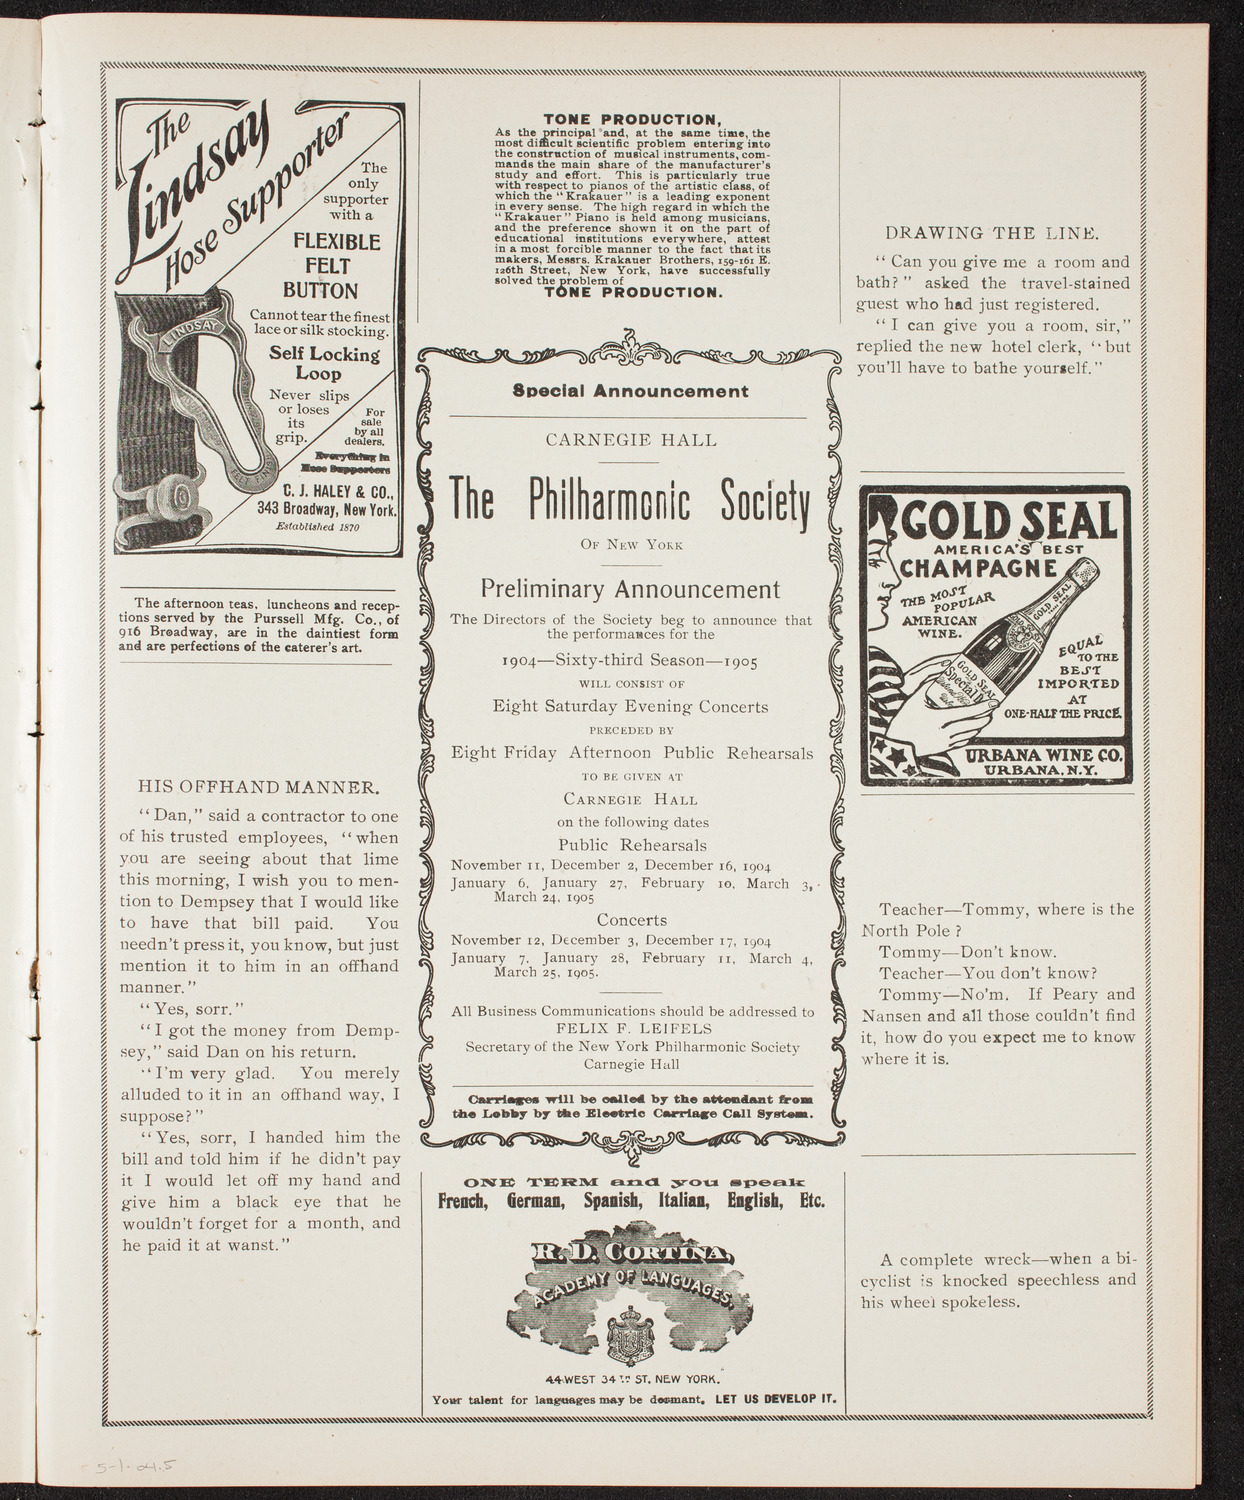 The
Lindsay
Hose Supporter
The
only
supporter
with a
FLEXIBLE
FELT
BUTTON
Cannot tear the finest
lace or silk stocking.
Self Locking
Loop
Never slips
or loses
its
grip.
For
sale
by all
dealers.
Everything in
Hose Supporters
C. J. HALEY & CO.,
343 Broadway, New York.
Established 1870
LINDSAY
The afternoon teas, luncheons and recep-
tions served by the Purssell Mfg. Co., of
916 Broadway, are in the daintiest form
and are perfections of the caterer's art.
HIS OFFHAND MANNER.
"Dan," said a contractor to one
of his trusted employees, "when
you are seeing about that lime
this morning, I wish you to men-
tion to Dempsey that I would like
to have that bill paid. You
needn't press it, you know, but just
mention it to him in an offhand
manner."
"Yes, sorr."
"I got the money from Demp-
sey," said Dan on his return.
"I'm very glad. You merely
alluded to it in an offhand way, I
suppose?"
"Yes, sorr, I handed him the
bill and told him if he didn't pay
it I would let off my hand and
give him a black eye that he
wouldn't forget for a month, and
he paid it at wanst."
TONE PRODUCTION,
As the principal and, at the same time, the
most difficult scientific problem entering into
the construction of musical instruments, com-
mands the main share of the manufacturer's
study and effort. This is particularly true
with respect to pianos of the artistic class, of
which the "Krakauer" is a leading exponent
in every sense. The high regard in which the
"Krakauer" Piano is held among musicians,
and the preference shown it on the part of
educational institutions everywhere, attest
in a most forcible manner to the fact that its
makers, Messrs. Krakauer Brothers, 159-161 E.
126th Street, New York, have successfully
solved the problem of
TONE PRODUCTION.
Special Announcement
CARNEGIE HALL
The Philharmonic Society
OF NEW YORK
Preliminary Announcement
The Directors of the Society beg to announce that
the performances for the
1904—Sixty-third Season—1905
WILL CONSIST OF
Eight Saturday Evening Concerts
PRECEDED BY
Eight Friday Afternoon Public Rehearsals
TO BE GIVEN AT
CARNEGIE HALL
on the following dates
Public Rehearsals
November 11, December 2, December 16, 1904
January 6, January 27, February 10, March 3,
March 24, 1905
Concerts
November 12, December 3, December 17, 1904
January 7, January 28, February 11, March 4,
March 25, 1905.
All Business Communications should be addressed to
FELIX F. LEIFELS
Secretary of the New York Philharmonic Society
Carnegie Hall
Carriages will be called by the attendant from
the Lobby by the Electric Carriage Call System.
ONE TERM and you speak
French, German, Spanish, Italian, English, Etc.
R. D. CORTINA,
ACADEMY OF LANGUAGES,
44 WEST 34TH ST. NEW YORK.
Your talent for languages may be dormant, LET US DEVELOP IT.
DRAWING THE LINE.
"Can you give me a room and
bath?" asked the travel-stained
guest who had just registered.
"I can give you a room, sir,"
replied the new hotel clerk, "but
you'll have to bathe yourself."
GOLD SEAL
AMERICA'S BEST
CHAMPAGNE
THE MOST
POPULAR
AMERICAN
WINE.
GOLD SEAL
GOLD SEAL
Special Dry
EQUAL
TO THE
BEST
IMPORTED
AT
ONE-HALF THE PRICE.
URBANA WINE CO.
URBANA, N.Y.
Teacher—Tommy, where is the
North Pole?
Tommy—Don't know.
Teacher—You don't know?
Tommy—No'm. If Peary and
Nansen and all those couldn't find
it, how do you expect me to know
where it is.
A complete wreck—when a bi-
cyclist is knocked speechless and
his wheel spokeless.
5-1-04.5